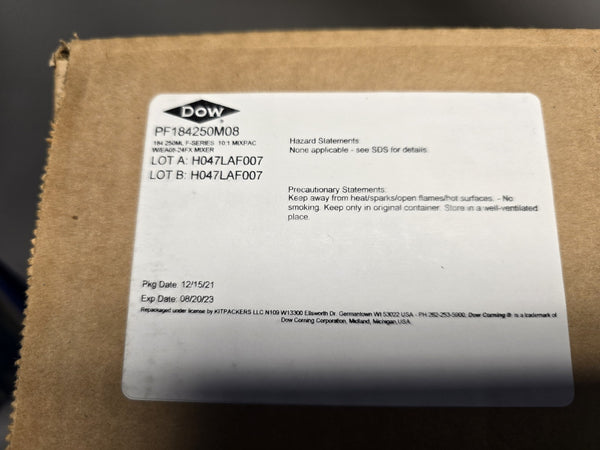 Dow
PF184250M08
184 250ML F-SERIES 10:1 MIXPAC
W/EA08-24FX MIXER
LOT A: H047LAF007
LOT B: H047LAF007
Hazard Statements
None applicable - see SDS for details.
Precautionary Statements:
Keep away from heat/sparks/open flames/hot surfaces. - No
smoking. Keep only in original container. Store in a well-ventilated
place.
Pkg Date: 12/15/21
Exp Date: 08/20/23
Repackaged under license by KITPACKERS LLC N109 W13300 Ellsworth Dr. Germantown WI 53022 USA - PH 262-253-5900, Dow Corning ® is a trademark of
Dow Corning Corporation, Midland, Michigan, USA.